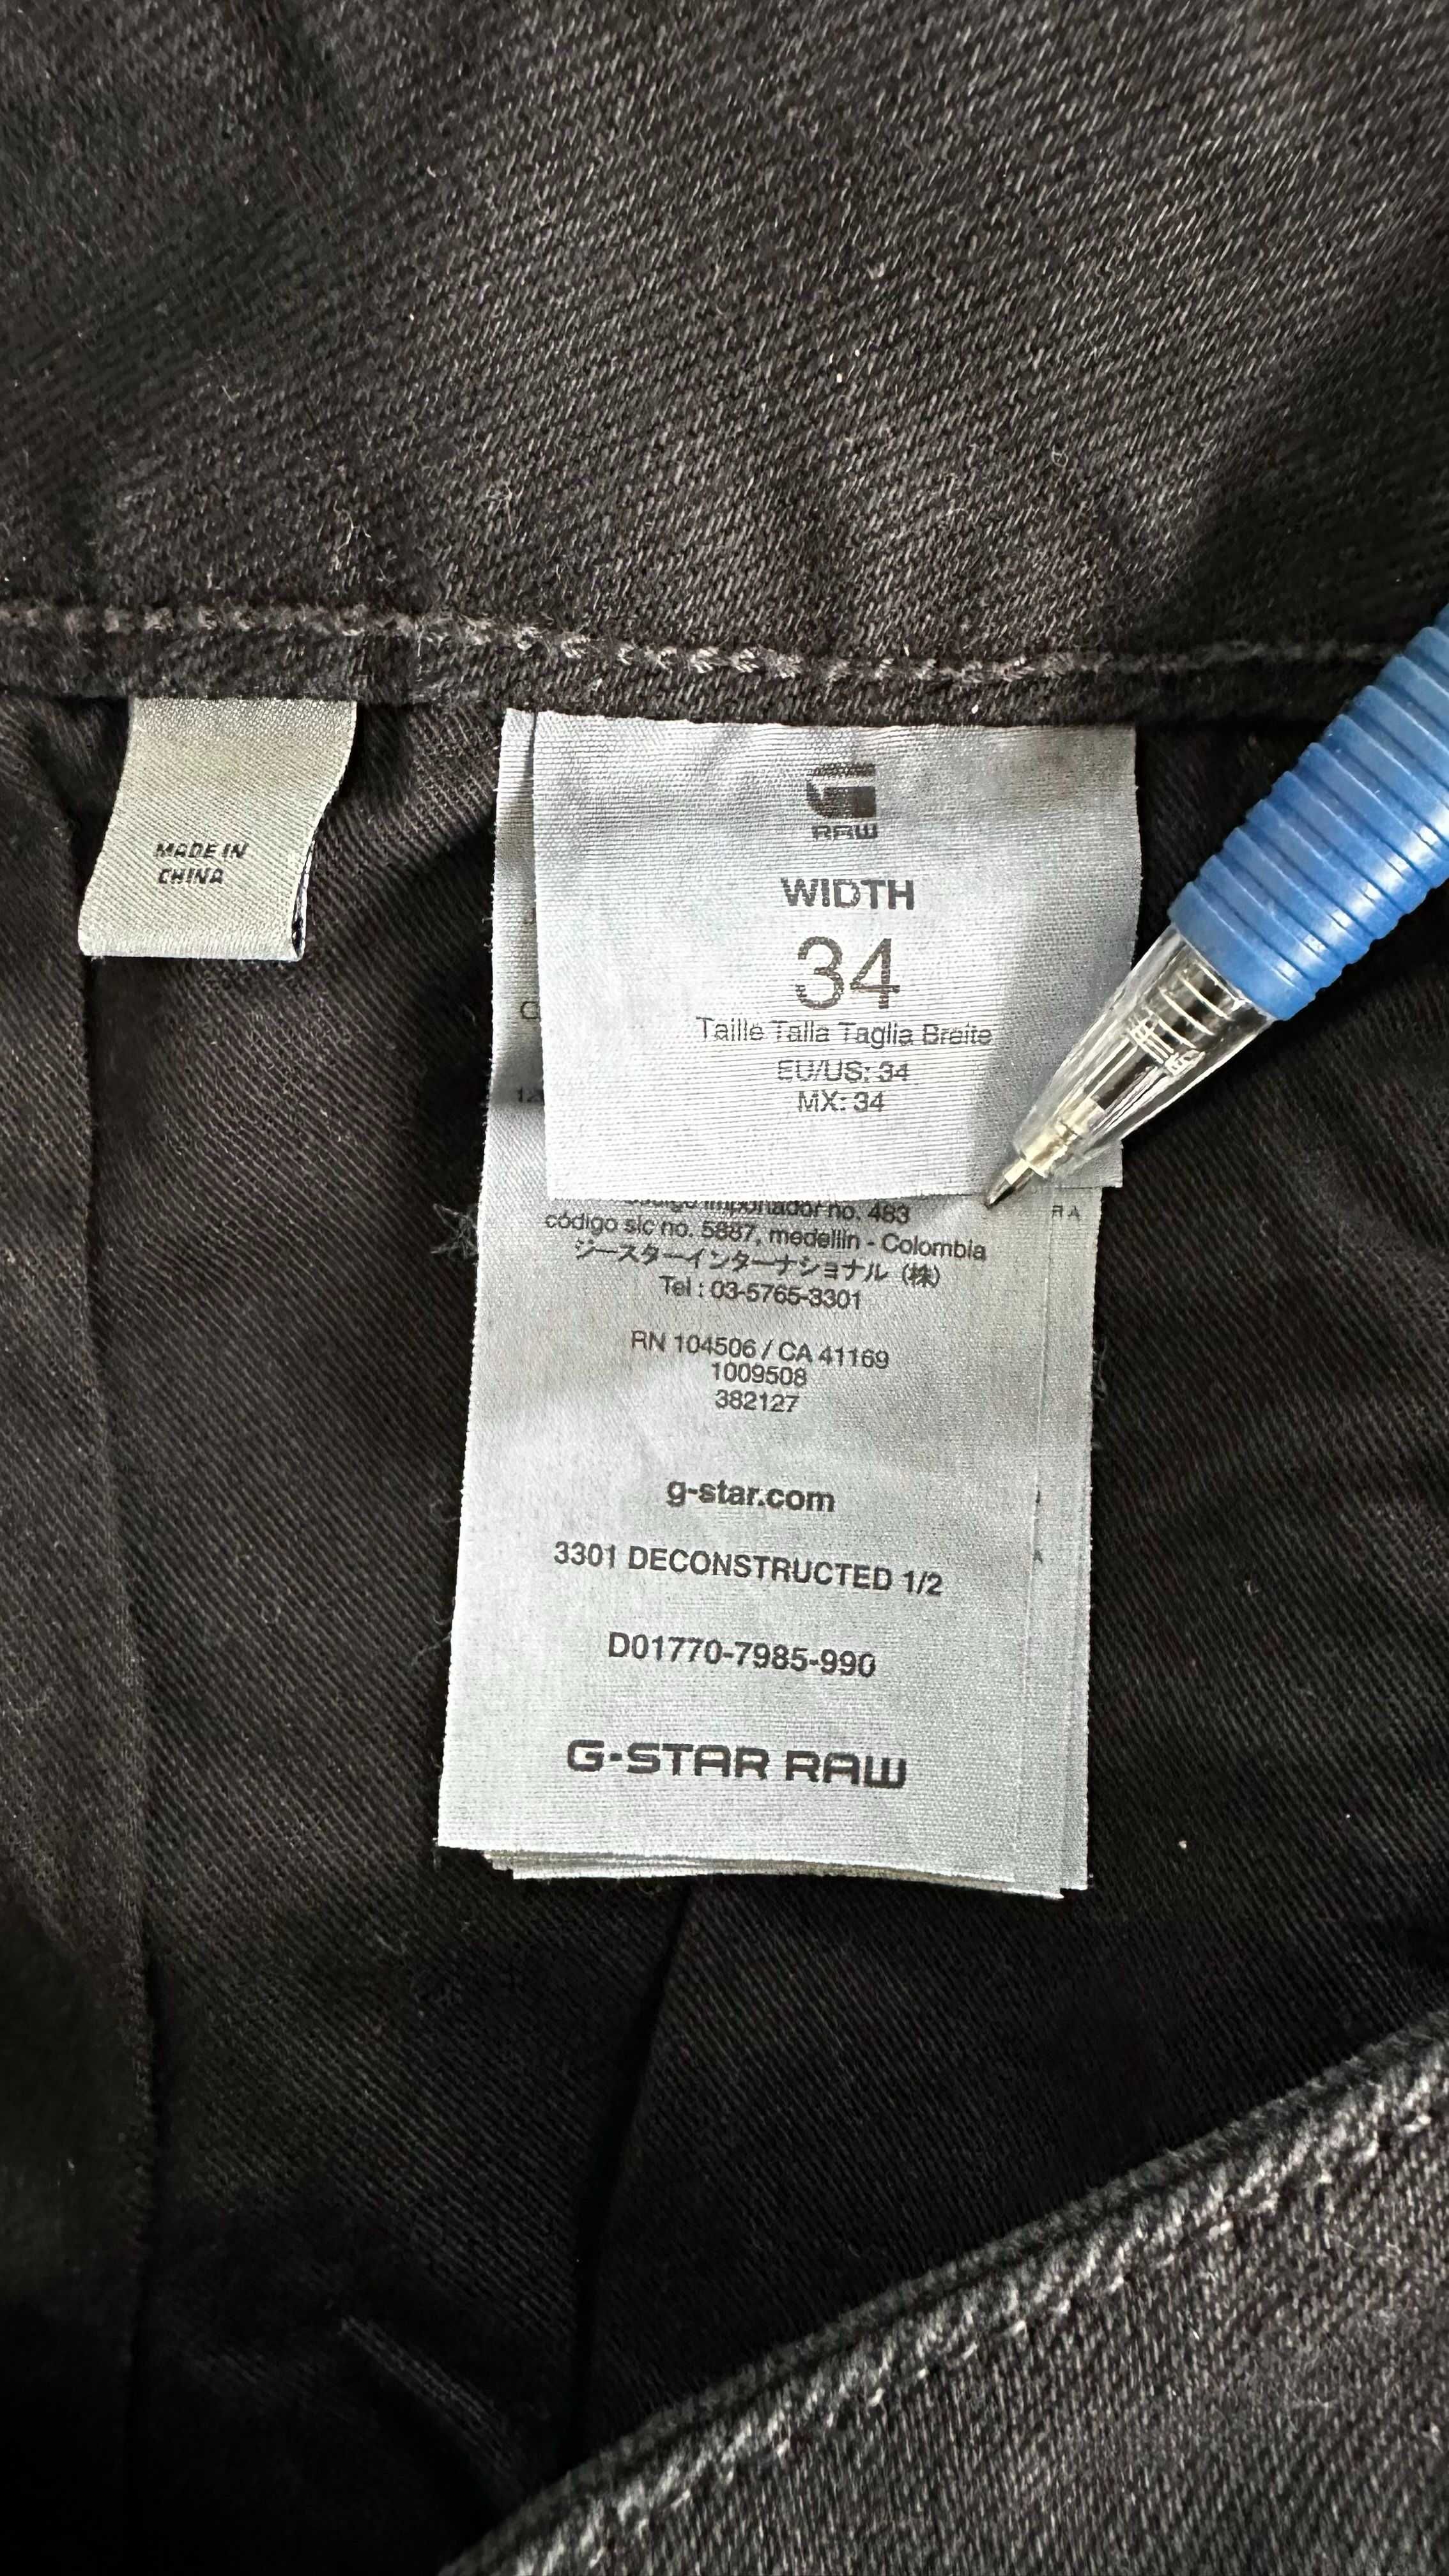 MADE IN
CHINA
RAW
WIDTH
34
Taille Talla Taglia Breite
EU/US: 34
MX: 34
importador no. 483
código sic no. 5887, medellin - Colombia
ジースターインターナショナル（株）
Tel : 03-5765-3301
RN 104506 / CA 41169
1009508
382127
g-star.com
3301 DECONSTRUCTED 1/2
D01770-7985-990
G-STAR RAW